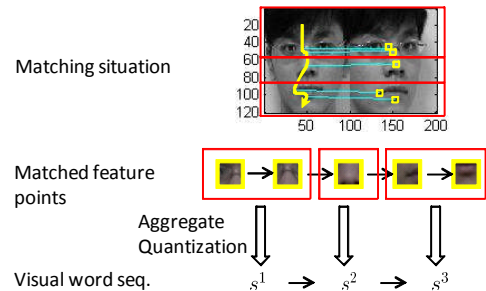 20
40
60
80
100
120
50 100 150 200
Matching situation
Matched feature
points
Aggregate
Quantization
Visual word seq. s¹ → s² → s³